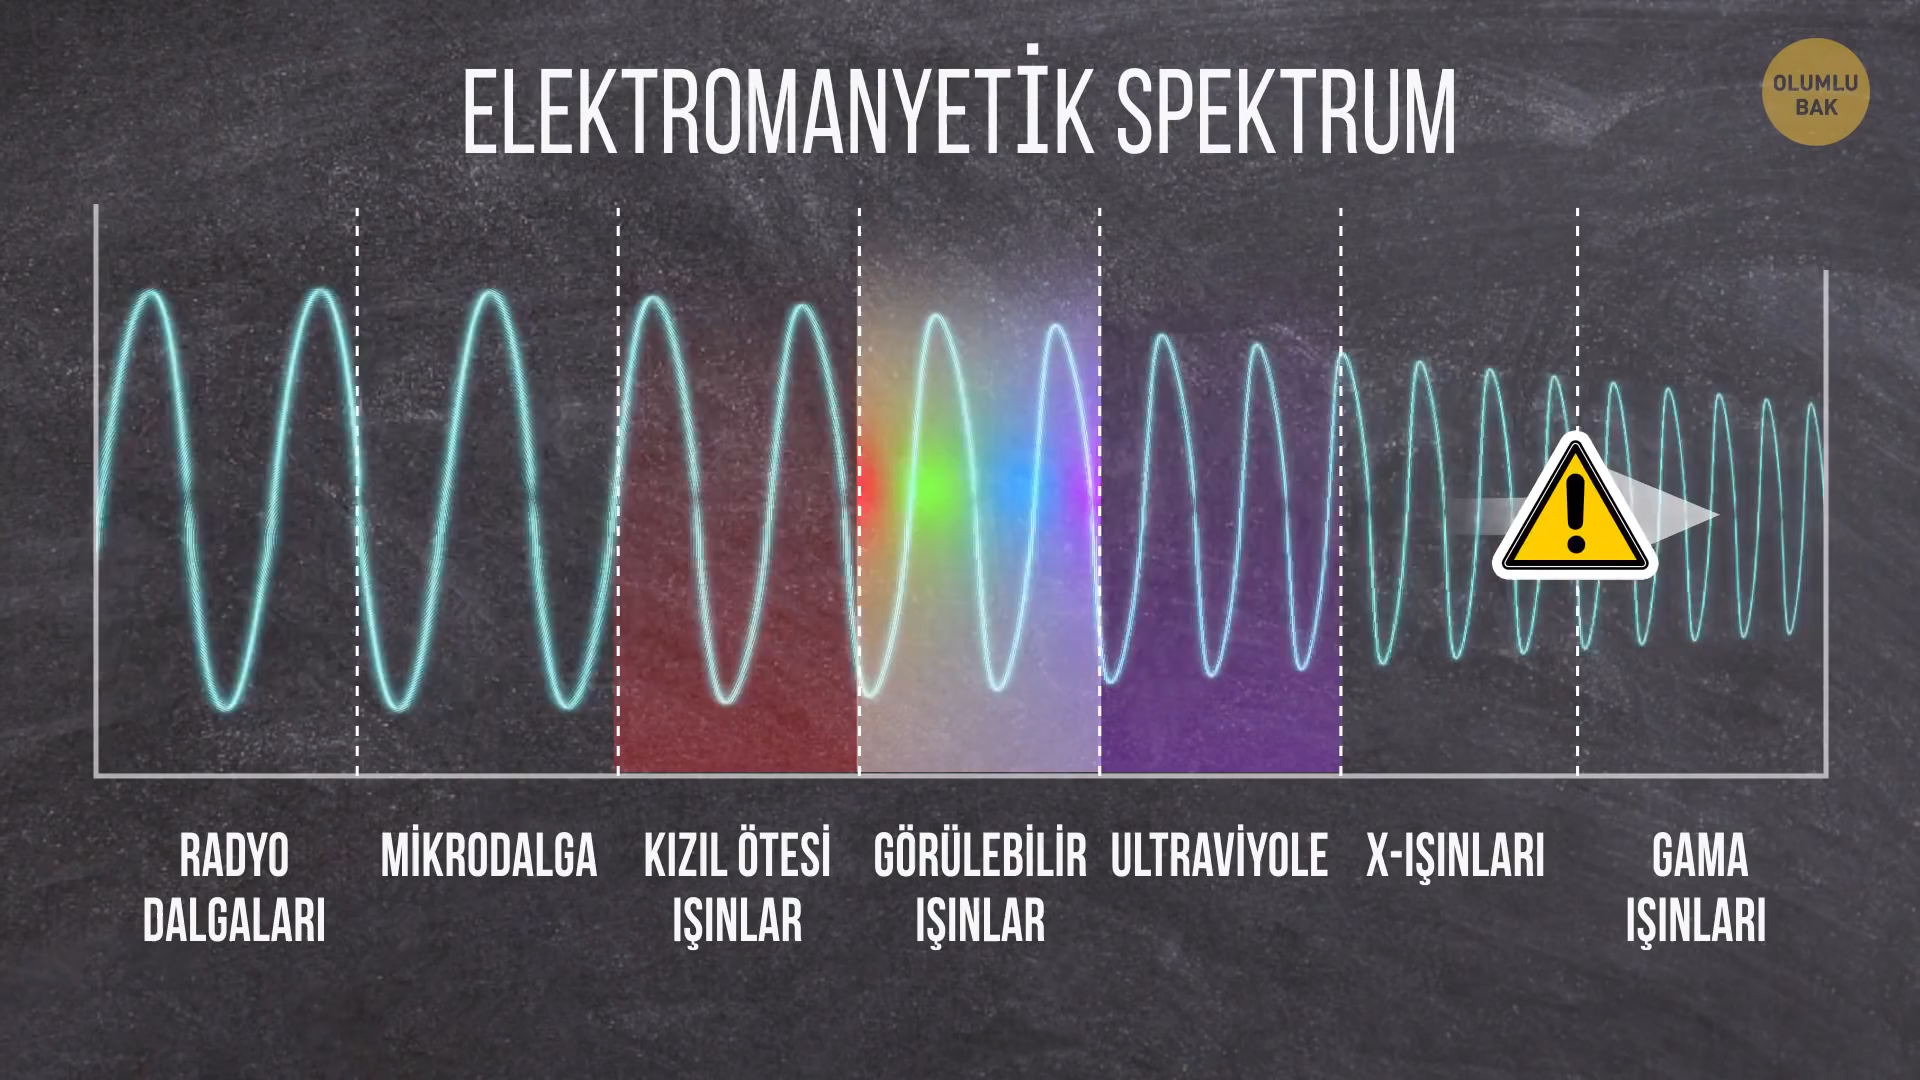 ELEKTROMANYETİK SPEKTRUM
OLUMLU
BAK
RADYO
DALGALARI
MİKRODALGA
KIZIL ÖTESİ
IŞINLAR
GÖRÜLEBİLİR
IŞINLAR
ULTRAVİYOLE
X-IŞINLARI
GAMA
IŞINLARI